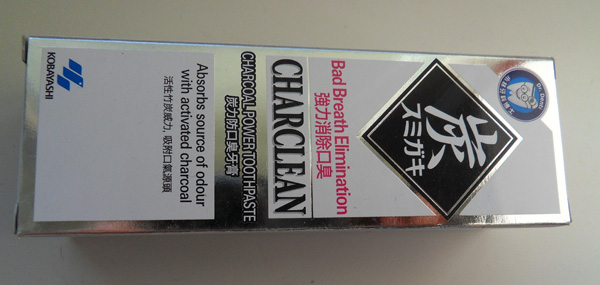 炭
スミガキ
Bad Breath Elimination
強力消除口臭
CHARCLEAN
CHARCOAL POWER TOOTHPASTE
炭力防口臭牙膏
Absorbs source of odour
with activated charcoal
活性竹炭威力, 吸附口氣源頭
KOBAYASHI